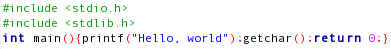 #include <stdio.h>
#include <stdlib.h>
int main(){printf("Hello, world");getchar();return 0;}